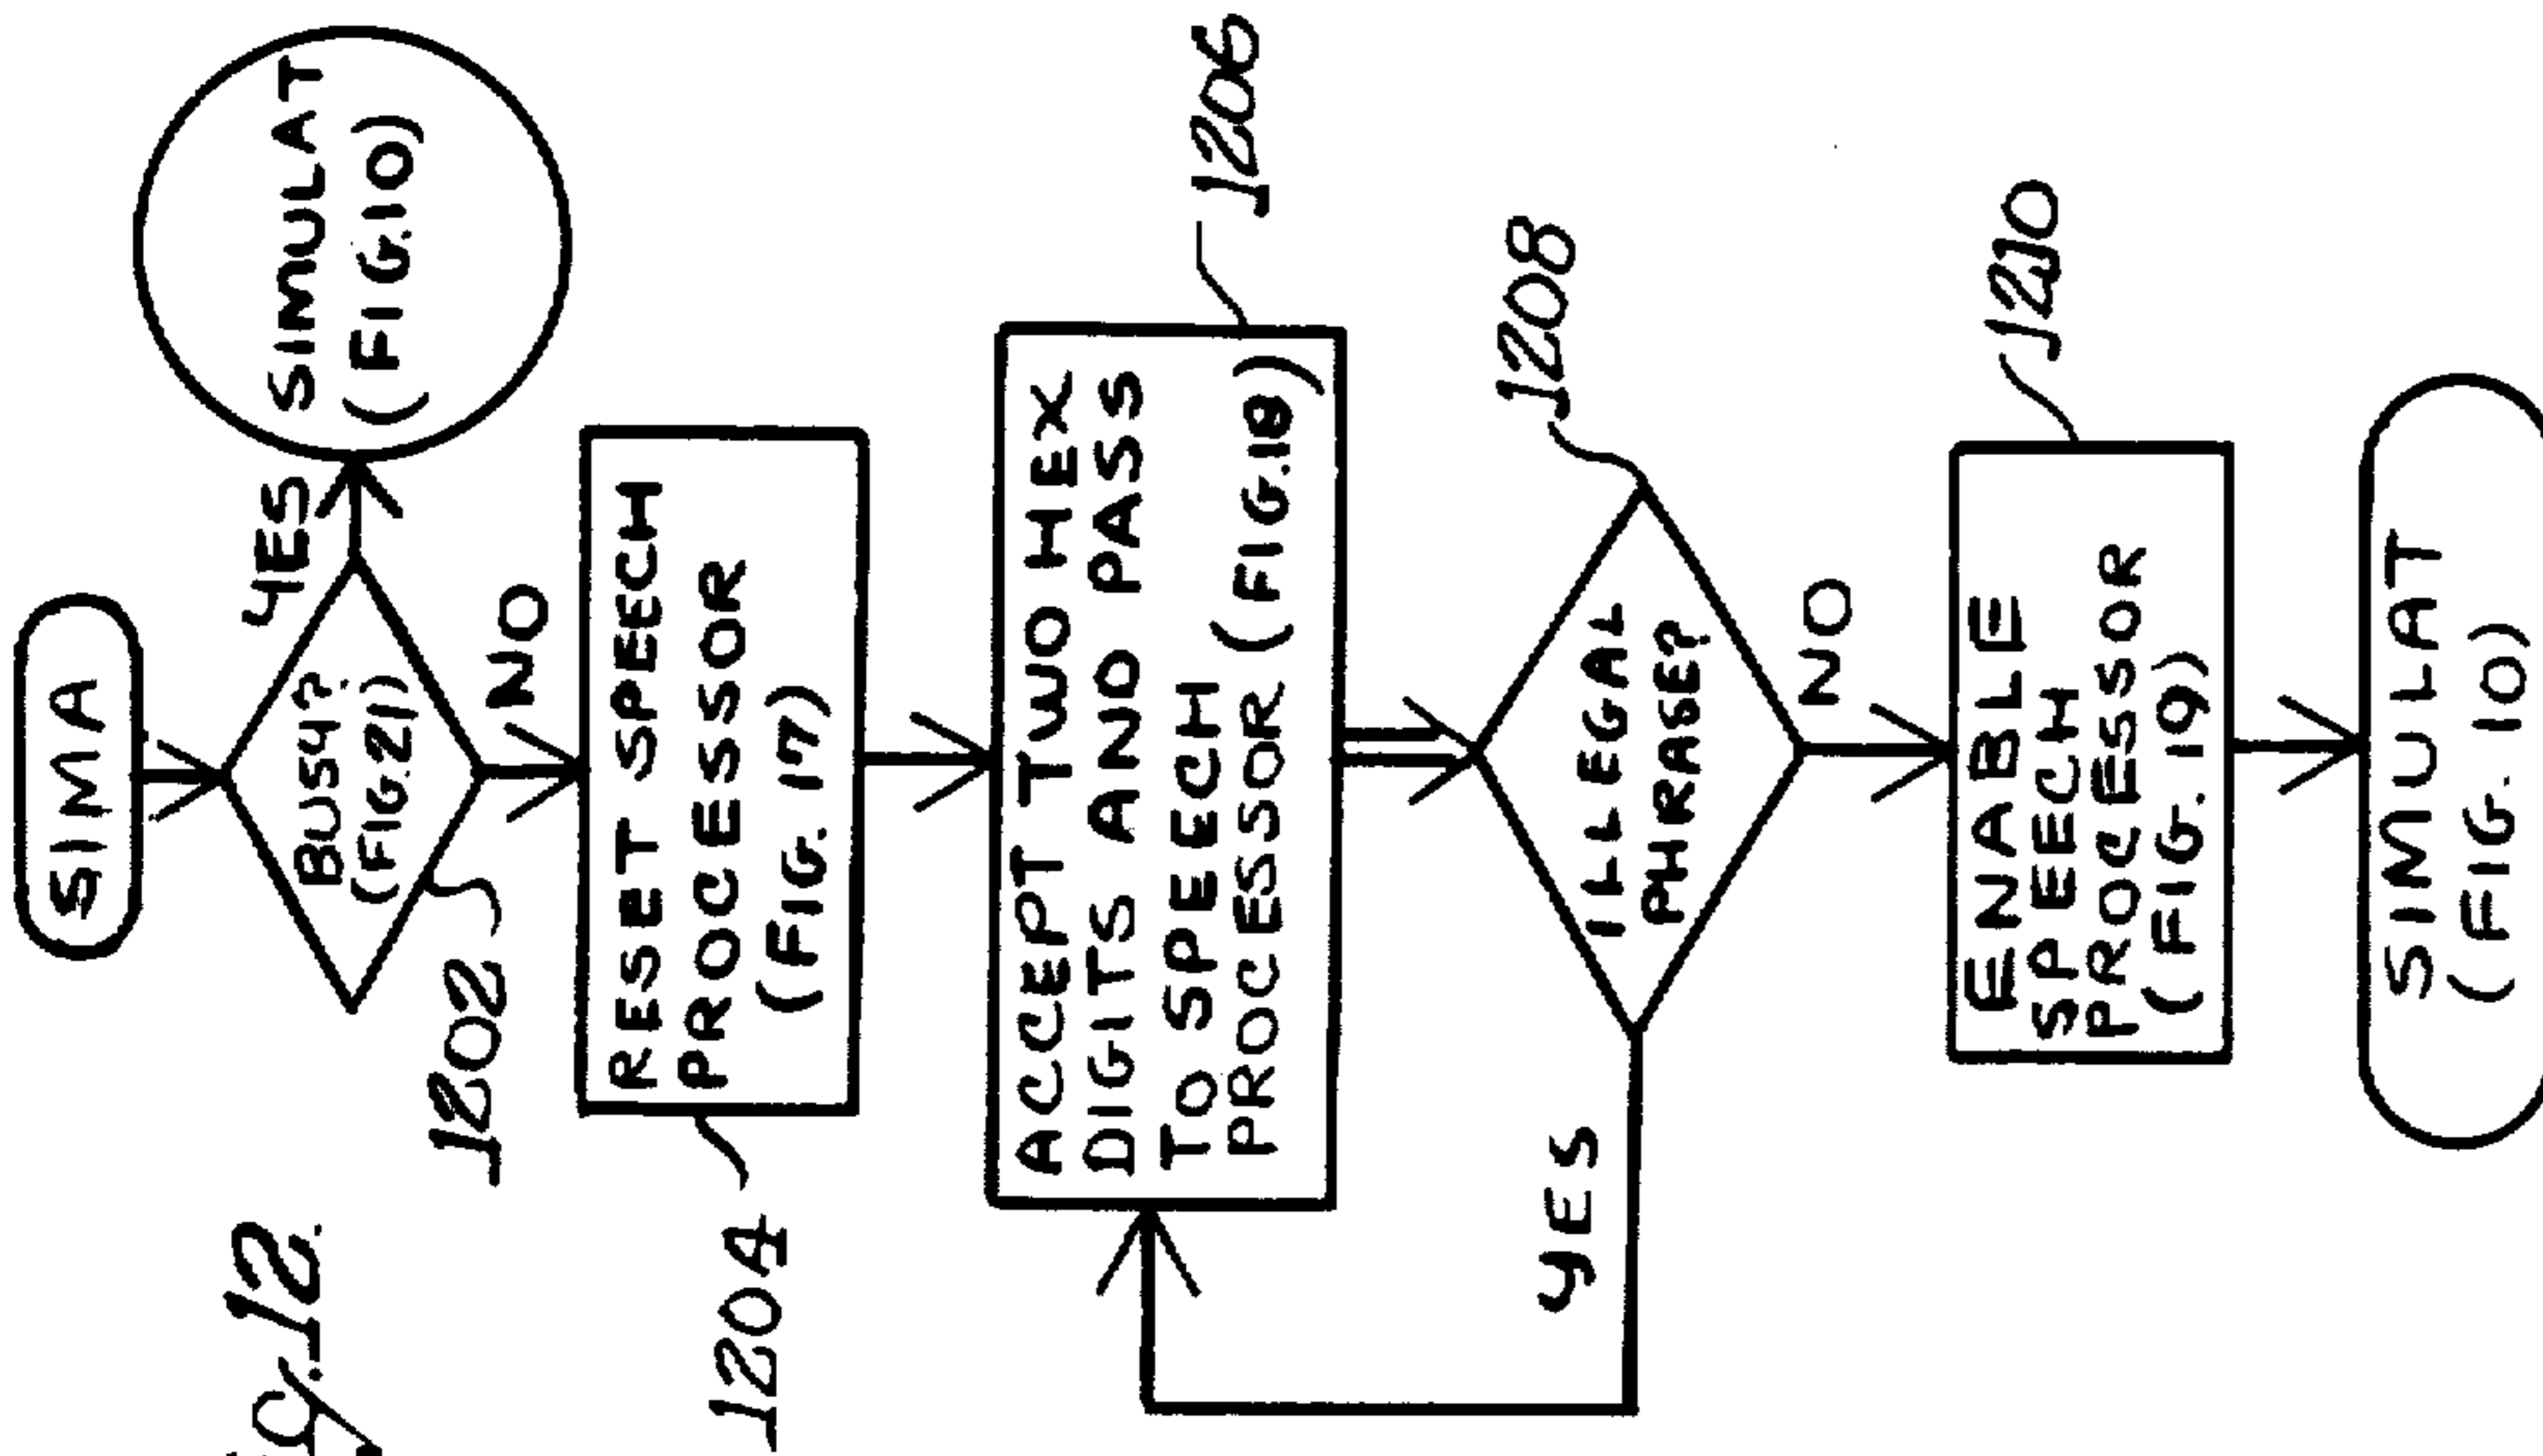 SIMA
BUSY?
(FIG.21)
YES
SIMULAT
(FIG.10)
1202
NO
RESET SPEECH
PROCESSOR
(FIG.17)
1204
ACCEPT TWO HEX
DIGITS AND PASS
TO SPEECH
PROCESSOR (FIG.18)
1206
ILLEGAL
PHRASE?
1208
YES
NO
ENABLE
SPEECH
PROCESSOR
(FIG.19)
1210
SIMULAT
(FIG. 10)